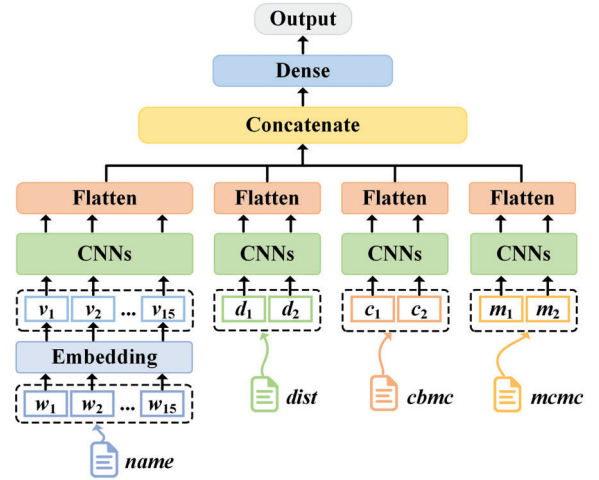 Output
Dense
Concatenate
Flatten Flatten Flatten Flatten
CNNs CNNs CNNs CNNs
v1 v2 ... v15 d1 d2 c1 c2 m1 m2
Embedding
w1 w2 ... w15 dist cbmc mcmc
name